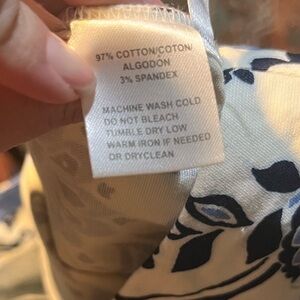 97% COTTON/COTON/
ALGODÓN
3% SPANDEX
MACHINE WASH COLD
DO NOT BLEACH
TUMBLE DRY LOW
WARM IRON IF NEEDED
OR DRYCLEAN